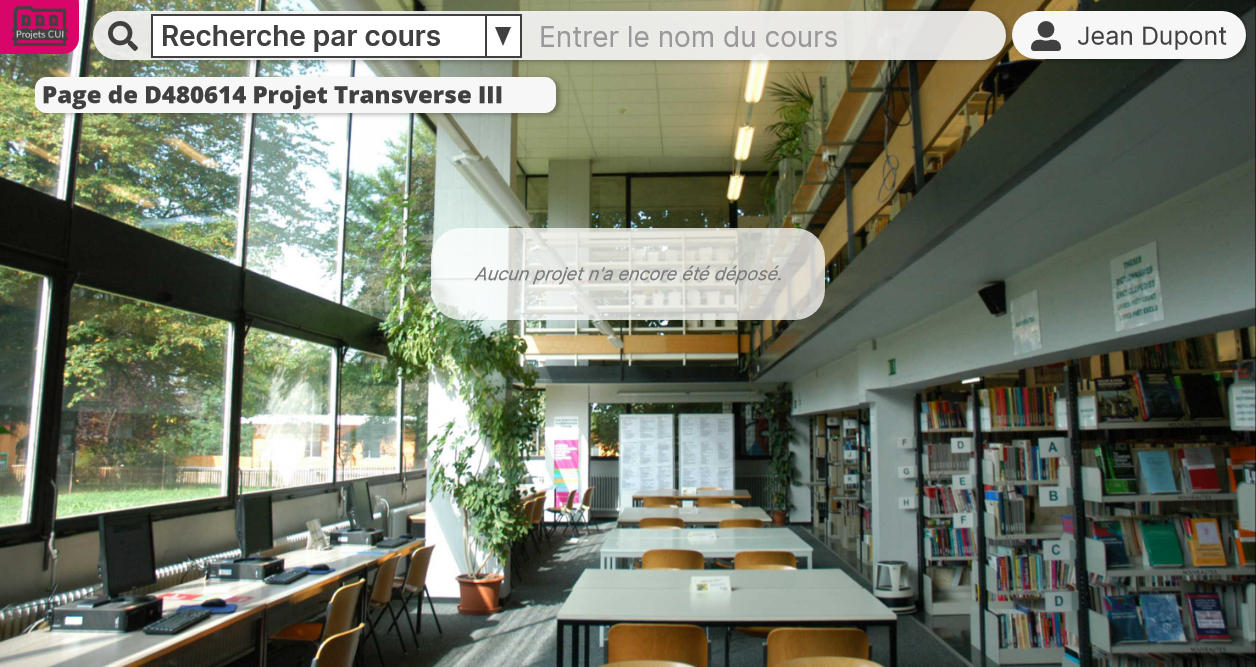 Projets CUI
Recherche par cours ▼
Entrer le nom du cours
Jean Dupont
Page de D480614 Projet Transverse III
Aucun projet n'a encore été déposé.
F
G
H
D
E
F
A
B
C
D